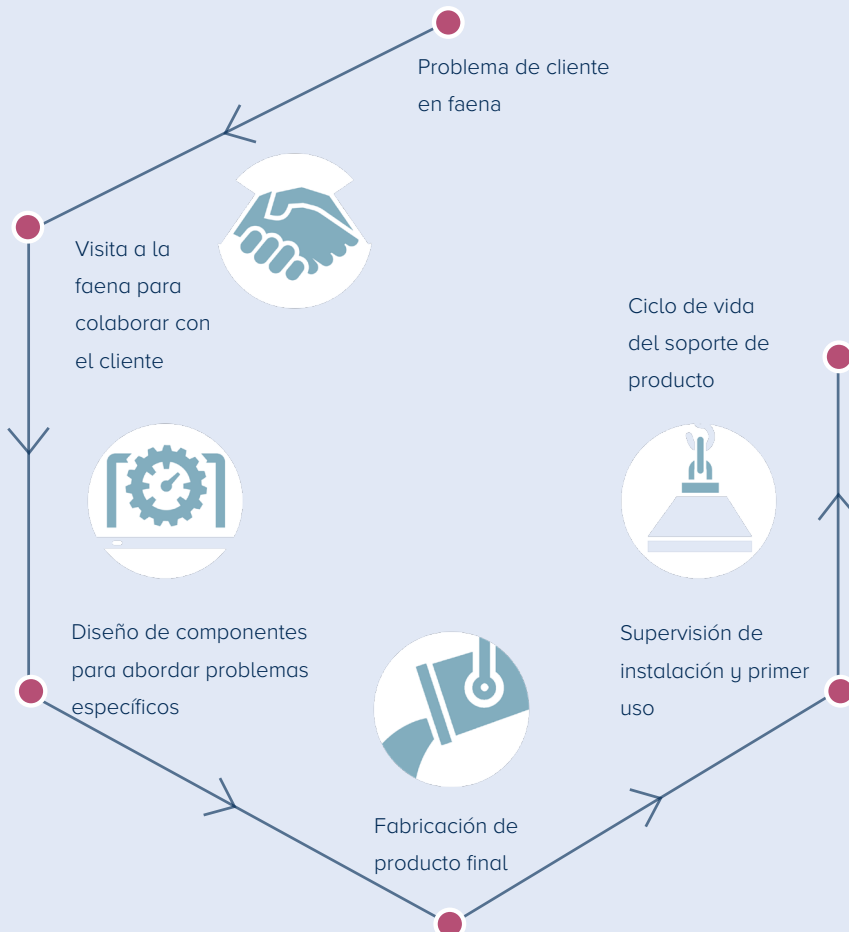 Problema de cliente
en faena
Visita a la
faena para
colaborar con
el cliente
Diseño de componentes
para abordar problemas
específicos
Fabricación de
producto final
Supervisión de
instalación y primer
uso
Ciclo de vida
del soporte de
producto